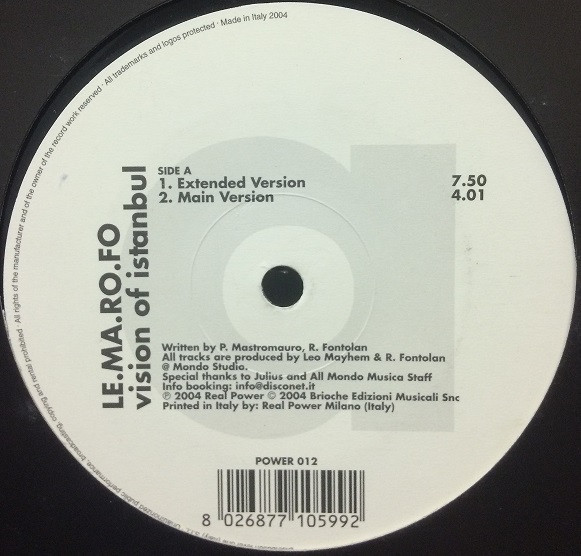 All rights of the manufacturer and of the owner of the record work reserved · All trademarks and logos protected · Made in Italy 2004
LE.MA.RO.FO
vision of istanbul
SIDE A
1. Extended Version 7.50
2. Main Version 4.01
Written by P. Mastromauro, R. Fontolan
All tracks are produced by Leo Mayhem & R. Fontolan
@ Mondo Studio.
Special thanks to Julius and All Mondo Musica Staff
Info booking: info@disconet.it
℗ 2004 Real Power © 2004 Brioche Edizioni Musicali Snc
Printed in Italy by: Real Power Milano (Italy)
POWER 012
8 026877 105992